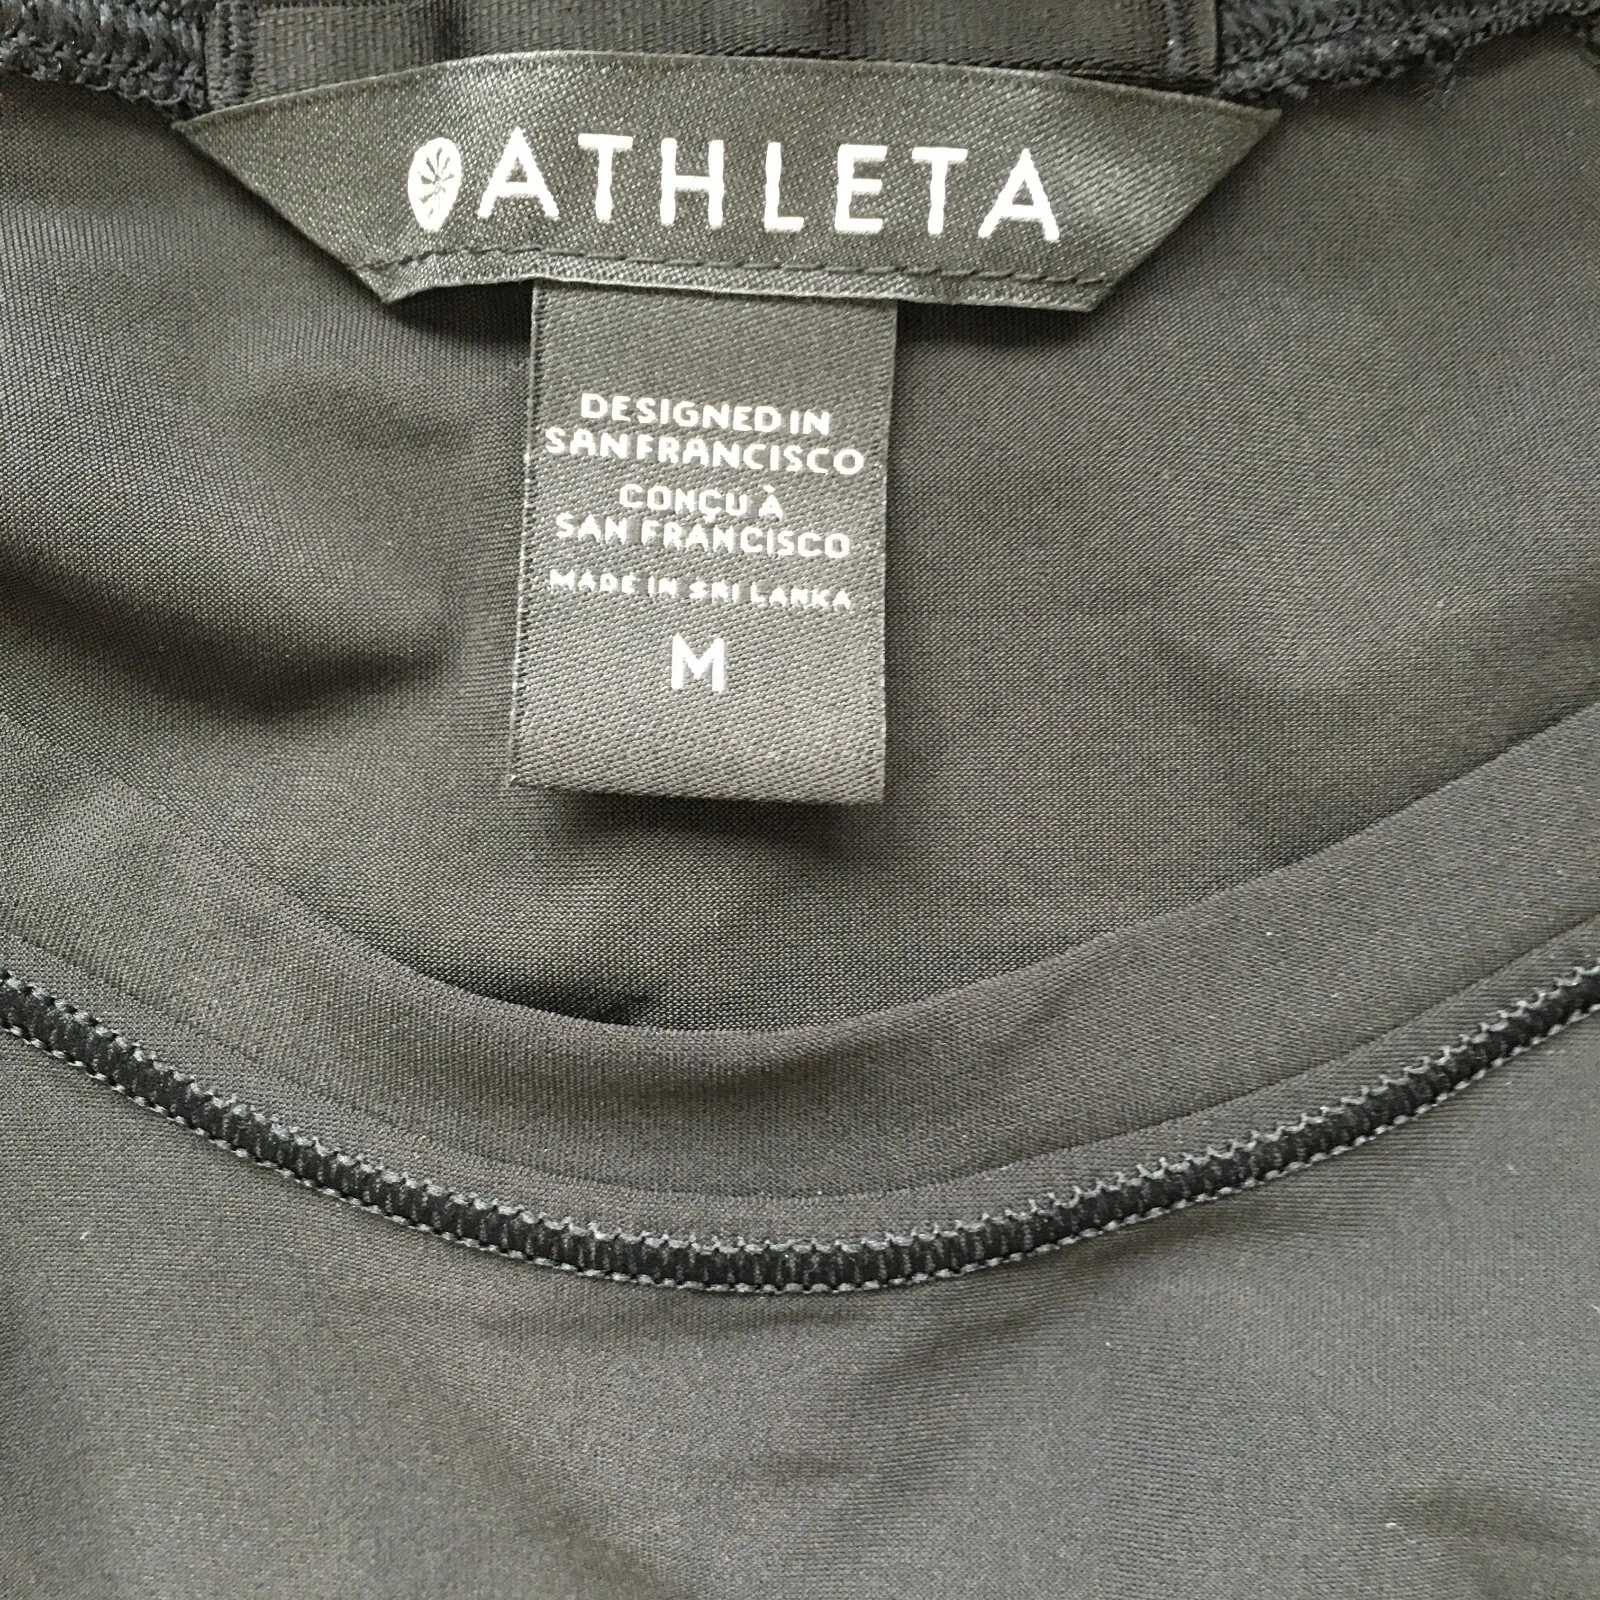 ATHLETA
DESIGNED IN
SAN FRANCISCO
CONÇU À
SAN FRANCISCO
MADE IN SRI LANKA
M